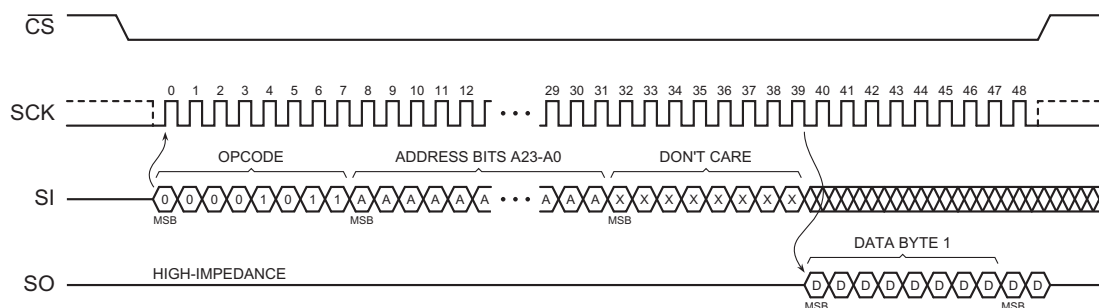 CS
0 1 2 3 4 5 6 7 8 9 10 11 12 29 30 31 32 33 34 35 36 37 38 39 40 41 42 43 44 45 46 47 48
SCK • • •
OPCODE ADDRESS BITS A23-A0 DON'T CARE
SI 0 0 0 0 1 0 1 1 A A A A A A • • • A A A X X X X X X X X
MSB MSB MSB
DATA BYTE 1
SO HIGH-IMPEDANCE D D D D D D D D D D
MSB MSB